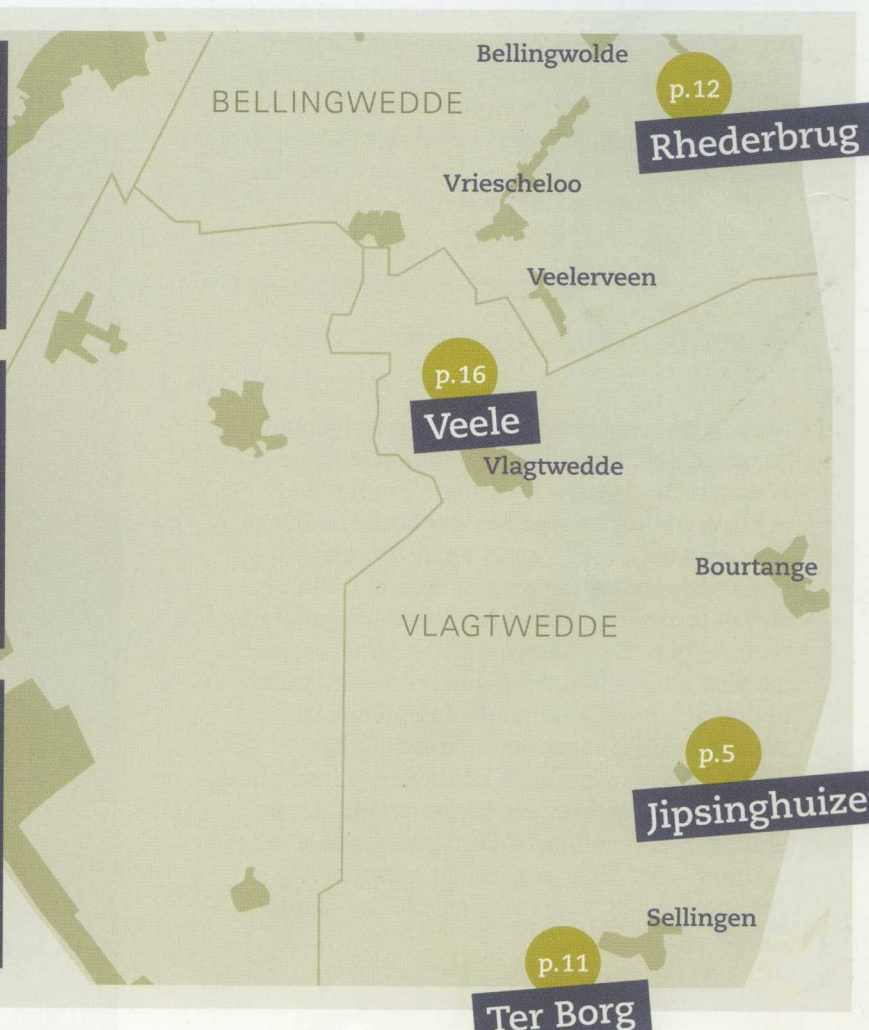 Bellingwolde
p.12
BELLINGWEDDE
Rhederbrug
Vriescheloo
Veelerveen
p.16
Veele
Vlagtwedde
Bourtange
VLAGTWEDDE
p.5
Jipsinghuize
Sellingen
p.11
Ter Borg